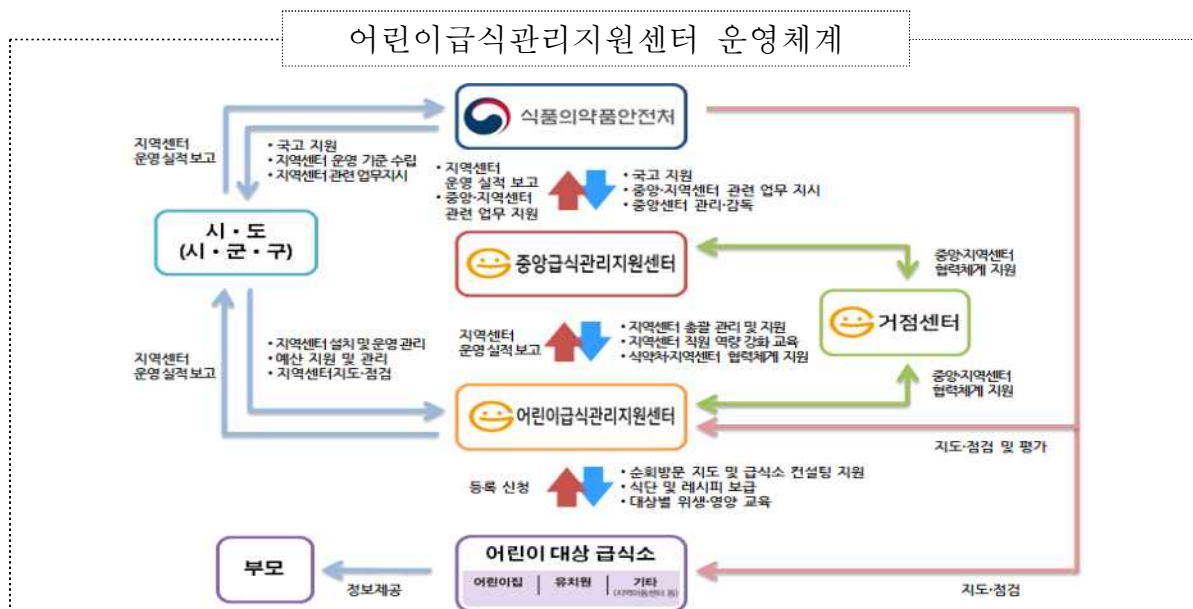 어린이급식관리지원센터 운영체계
식품의약품안전처
지역센터
운영 실적 보고
• 국고 지원
• 지역센터 운영 기준 수립
• 지역센터 관련 업무지시
• 지역센터
운영 실적 보고
• 중앙·지역센터
관련 업무 지원
• 국고 지원
• 중앙·지역센터 관련 업무 지시
• 중앙센터 관리·감독
시·도
(시·군·구)
중앙급식관리지원센터
중앙·지역센터
협력체계 지원
거점센터
지역센터
운영 실적보고
• 지역센터 설치 및 운영 관리
• 예산 지원 및 관리
• 지역센터지도·점검
지역센터
운영 실적보고
• 지역센터 총괄 관리 및 지원
• 지역센터 직원 역량 강화 교육
• 식약처·지역센터 협력체계 지원
중앙·지역센터
협력체계 지원
어린이급식관리지원센터
지도·점검 및 평가
등록 신청
• 순회방문 지도 및 급식소 컨설팅 지원
• 식단 및 레시피 보급
• 대상별 위생·영양 교육
부모
정보제공
어린이 대상 급식소
어린이집
유치원
기타
(지역아동센터 등)
지도·점검